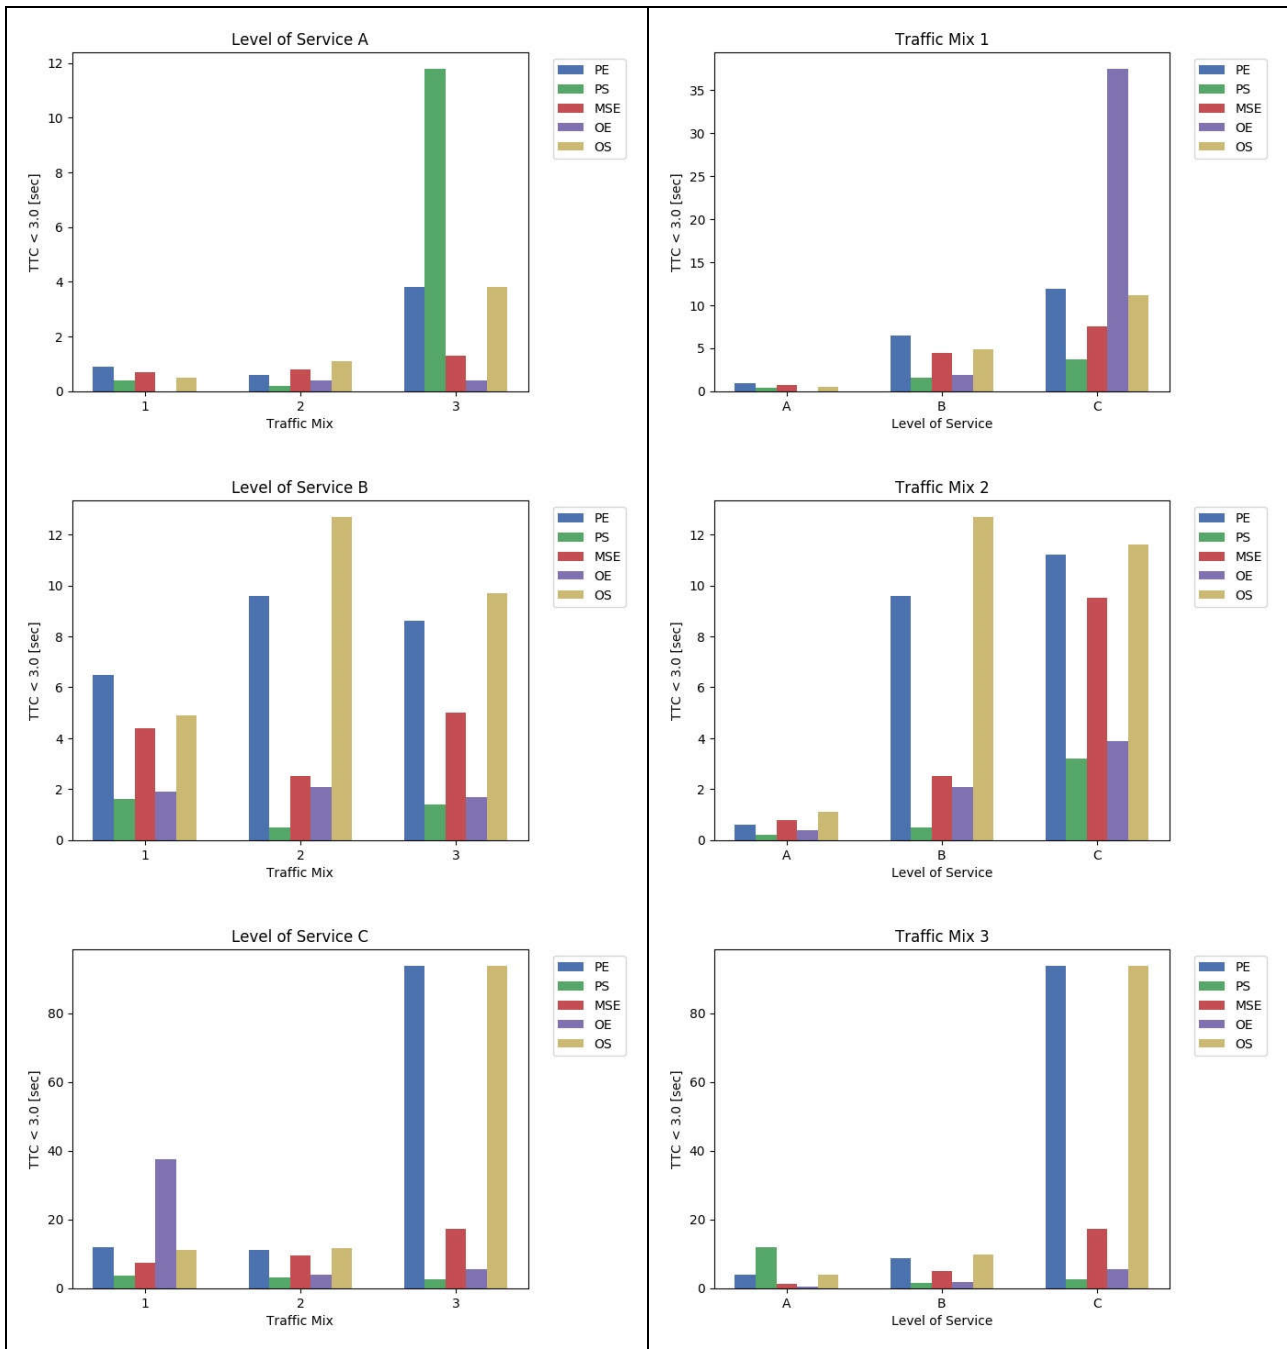 Level of Service A
12
10
8
6
4
2
0
TTC < 3.0 [sec]
1
2
3
Traffic Mix
PE
PS
MSE
OE
OS
Traffic Mix 1
35
30
25
20
15
10
5
0
TTC < 3.0 [sec]
A
B
C
Level of Service
PE
PS
MSE
OE
OS
Level of Service B
12
10
8
6
4
2
0
TTC < 3.0 [sec]
1
2
3
Traffic Mix
PE
PS
MSE
OE
OS
Traffic Mix 2
12
10
8
6
4
2
0
TTC < 3.0 [sec]
A
B
C
Level of Service
PE
PS
MSE
OE
OS
Level of Service C
80
60
40
20
0
TTC < 3.0 [sec]
1
2
3
Traffic Mix
PE
PS
MSE
OE
OS
Traffic Mix 3
80
60
40
20
0
TTC < 3.0 [sec]
A
B
C
Level of Service
PE
PS
MSE
OE
OS